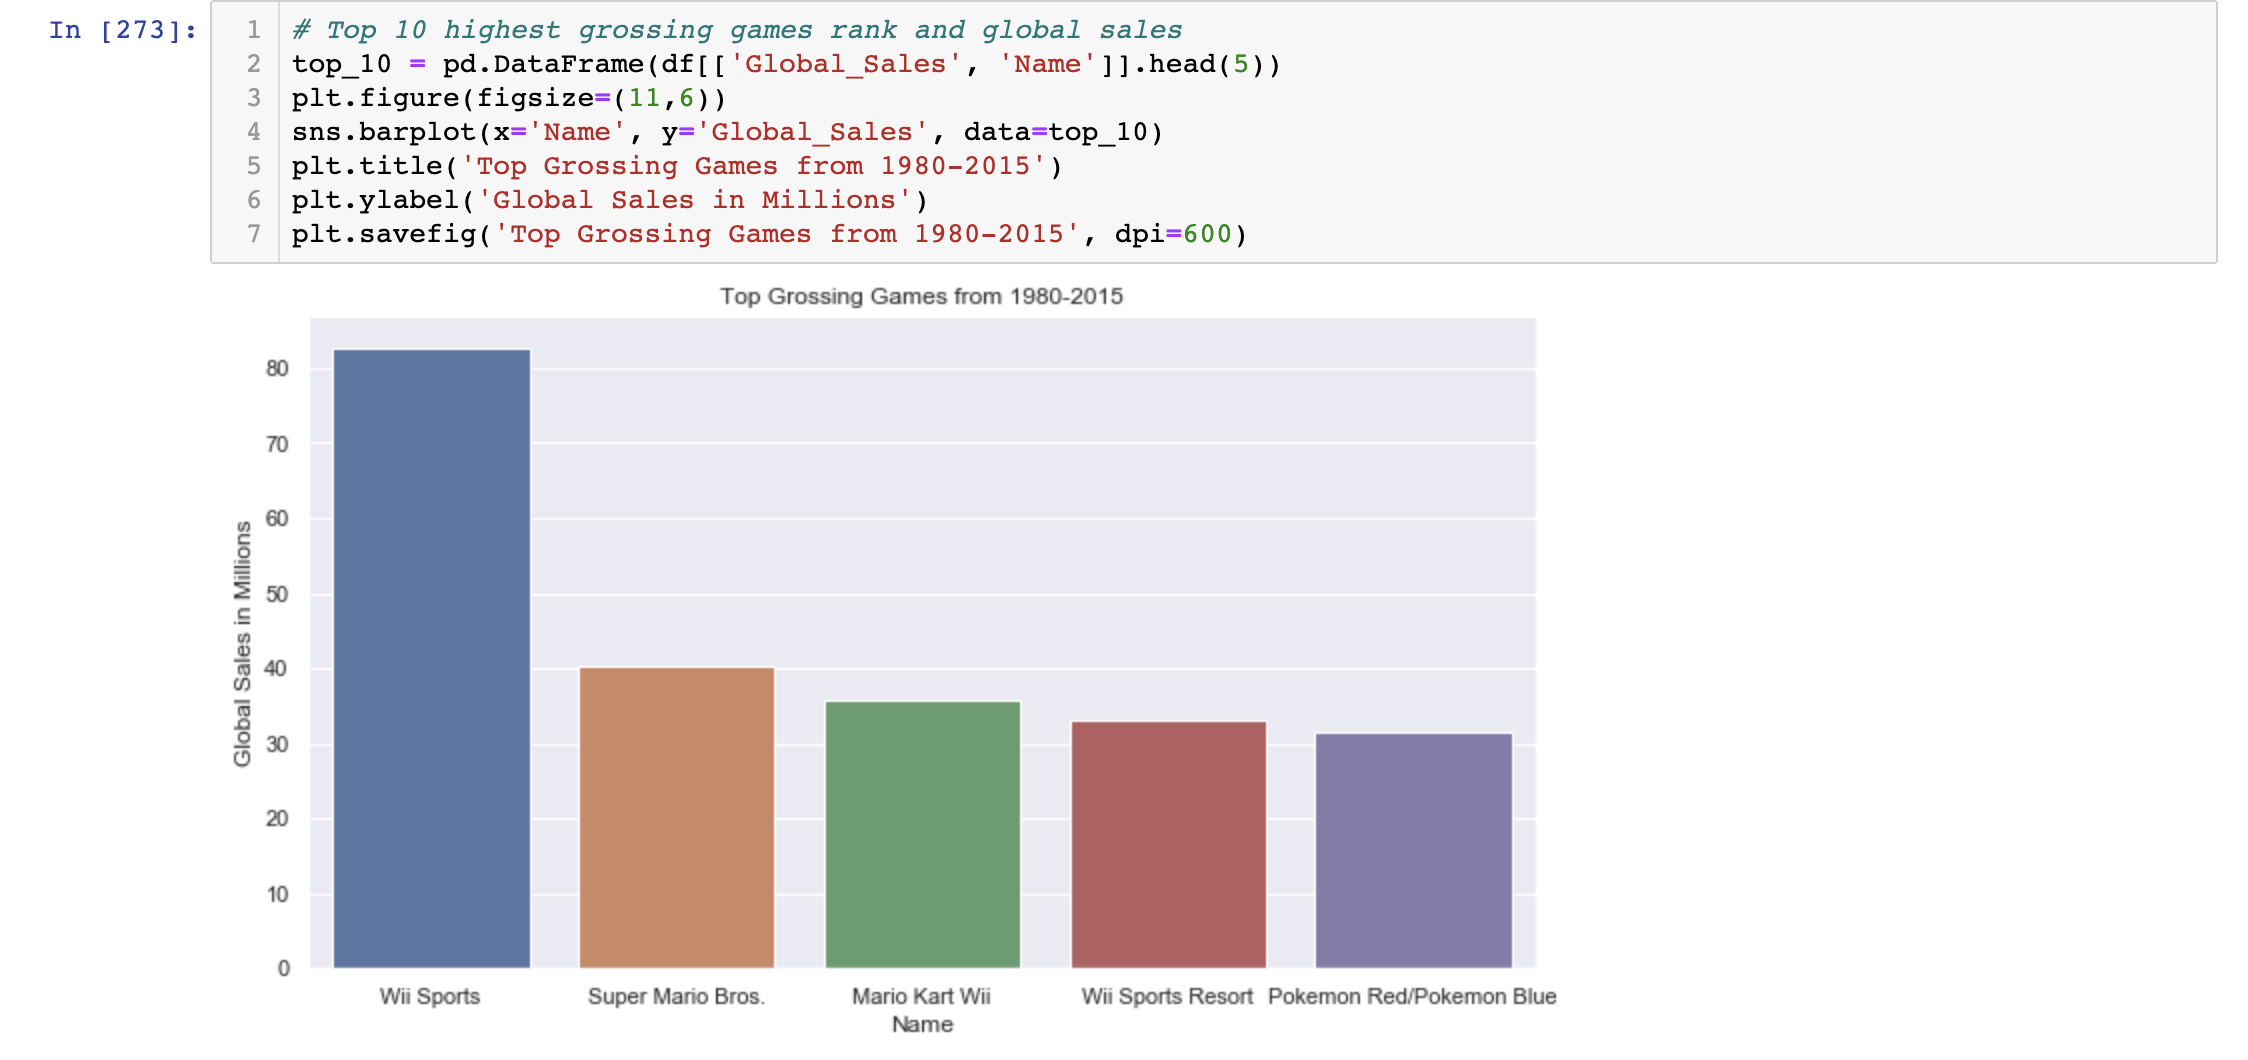 In [273]:
1 # Top 10 highest grossing games rank and global sales
2 top_10 = pd.DataFrame(df[['Global_Sales', 'Name']].head(5))
3 plt.figure(figsize=(11,6))
4 sns.barplot(x='Name', y='Global_Sales', data=top_10)
5 plt.title('Top Grossing Games from 1980-2015')
6 plt.ylabel('Global Sales in Millions')
7 plt.savefig('Top Grossing Games from 1980-2015', dpi=600)
Top Grossing Games from 1980-2015
Global Sales in Millions
80
70
60
50
40
30
20
10
0
Wii Sports Super Mario Bros. Mario Kart Wii Wii Sports Resort Pokemon Red/Pokemon Blue
Name